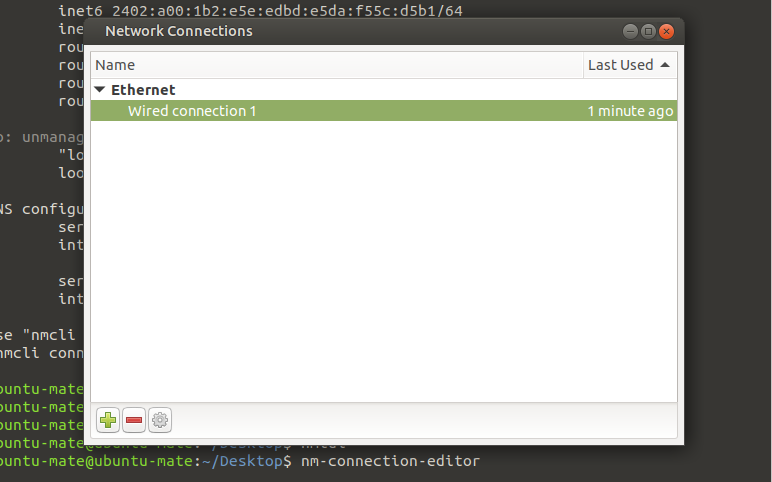 inet6 2402:a00:1b2:e5e:edbd:e5da:f55c:d5b1/64
Network Connections
ine
Name Last Used
rou
rou
Ethernet
rou
rou
Wired connection 1 1 minute ago
o: unmanag
"lo
loo
NS configu
ser
int
ser
int
se "nmcli
nmcli conn
buntu-mate
buntu-mate
buntu-mate
buntu-mate@ubuntu-mate:~/Desktop$
buntu-mate@ubuntu-mate:~/Desktop$ nm-connection-editor